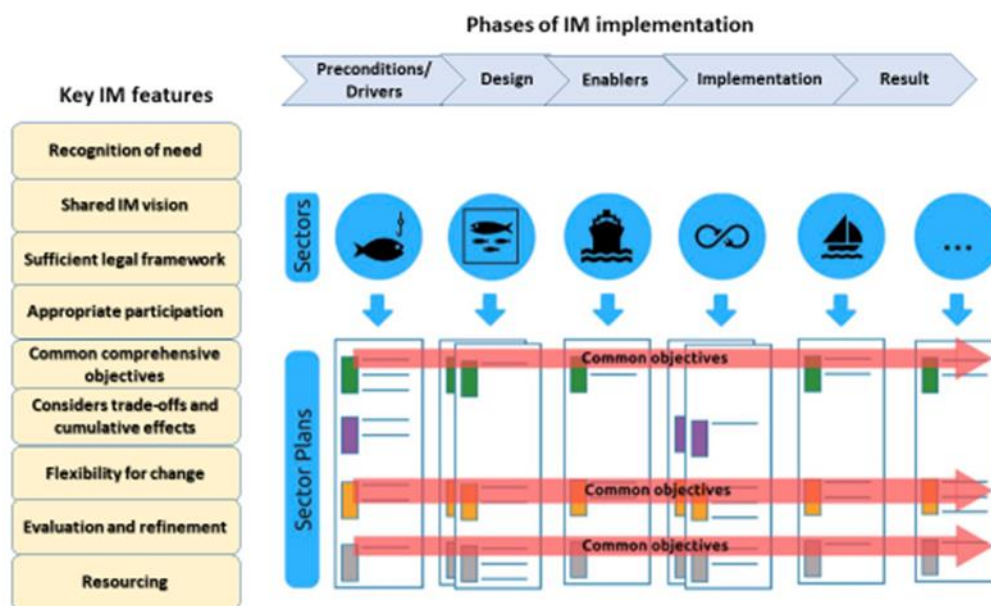 Phases of IM implementation
Preconditions/
Drivers
Design
Enablers
Implementation
Result
Key IM features
Recognition of need
Shared IM vision
Sufficient legal framework
Appropriate participation
Common comprehensive
objectives
Considers trade-offs and
cumulative effects
Flexibility for change
Evaluation and refinement
Resourcing
Sectors
...
Sector Plans
Common objectives
Common objectives
Common objectives